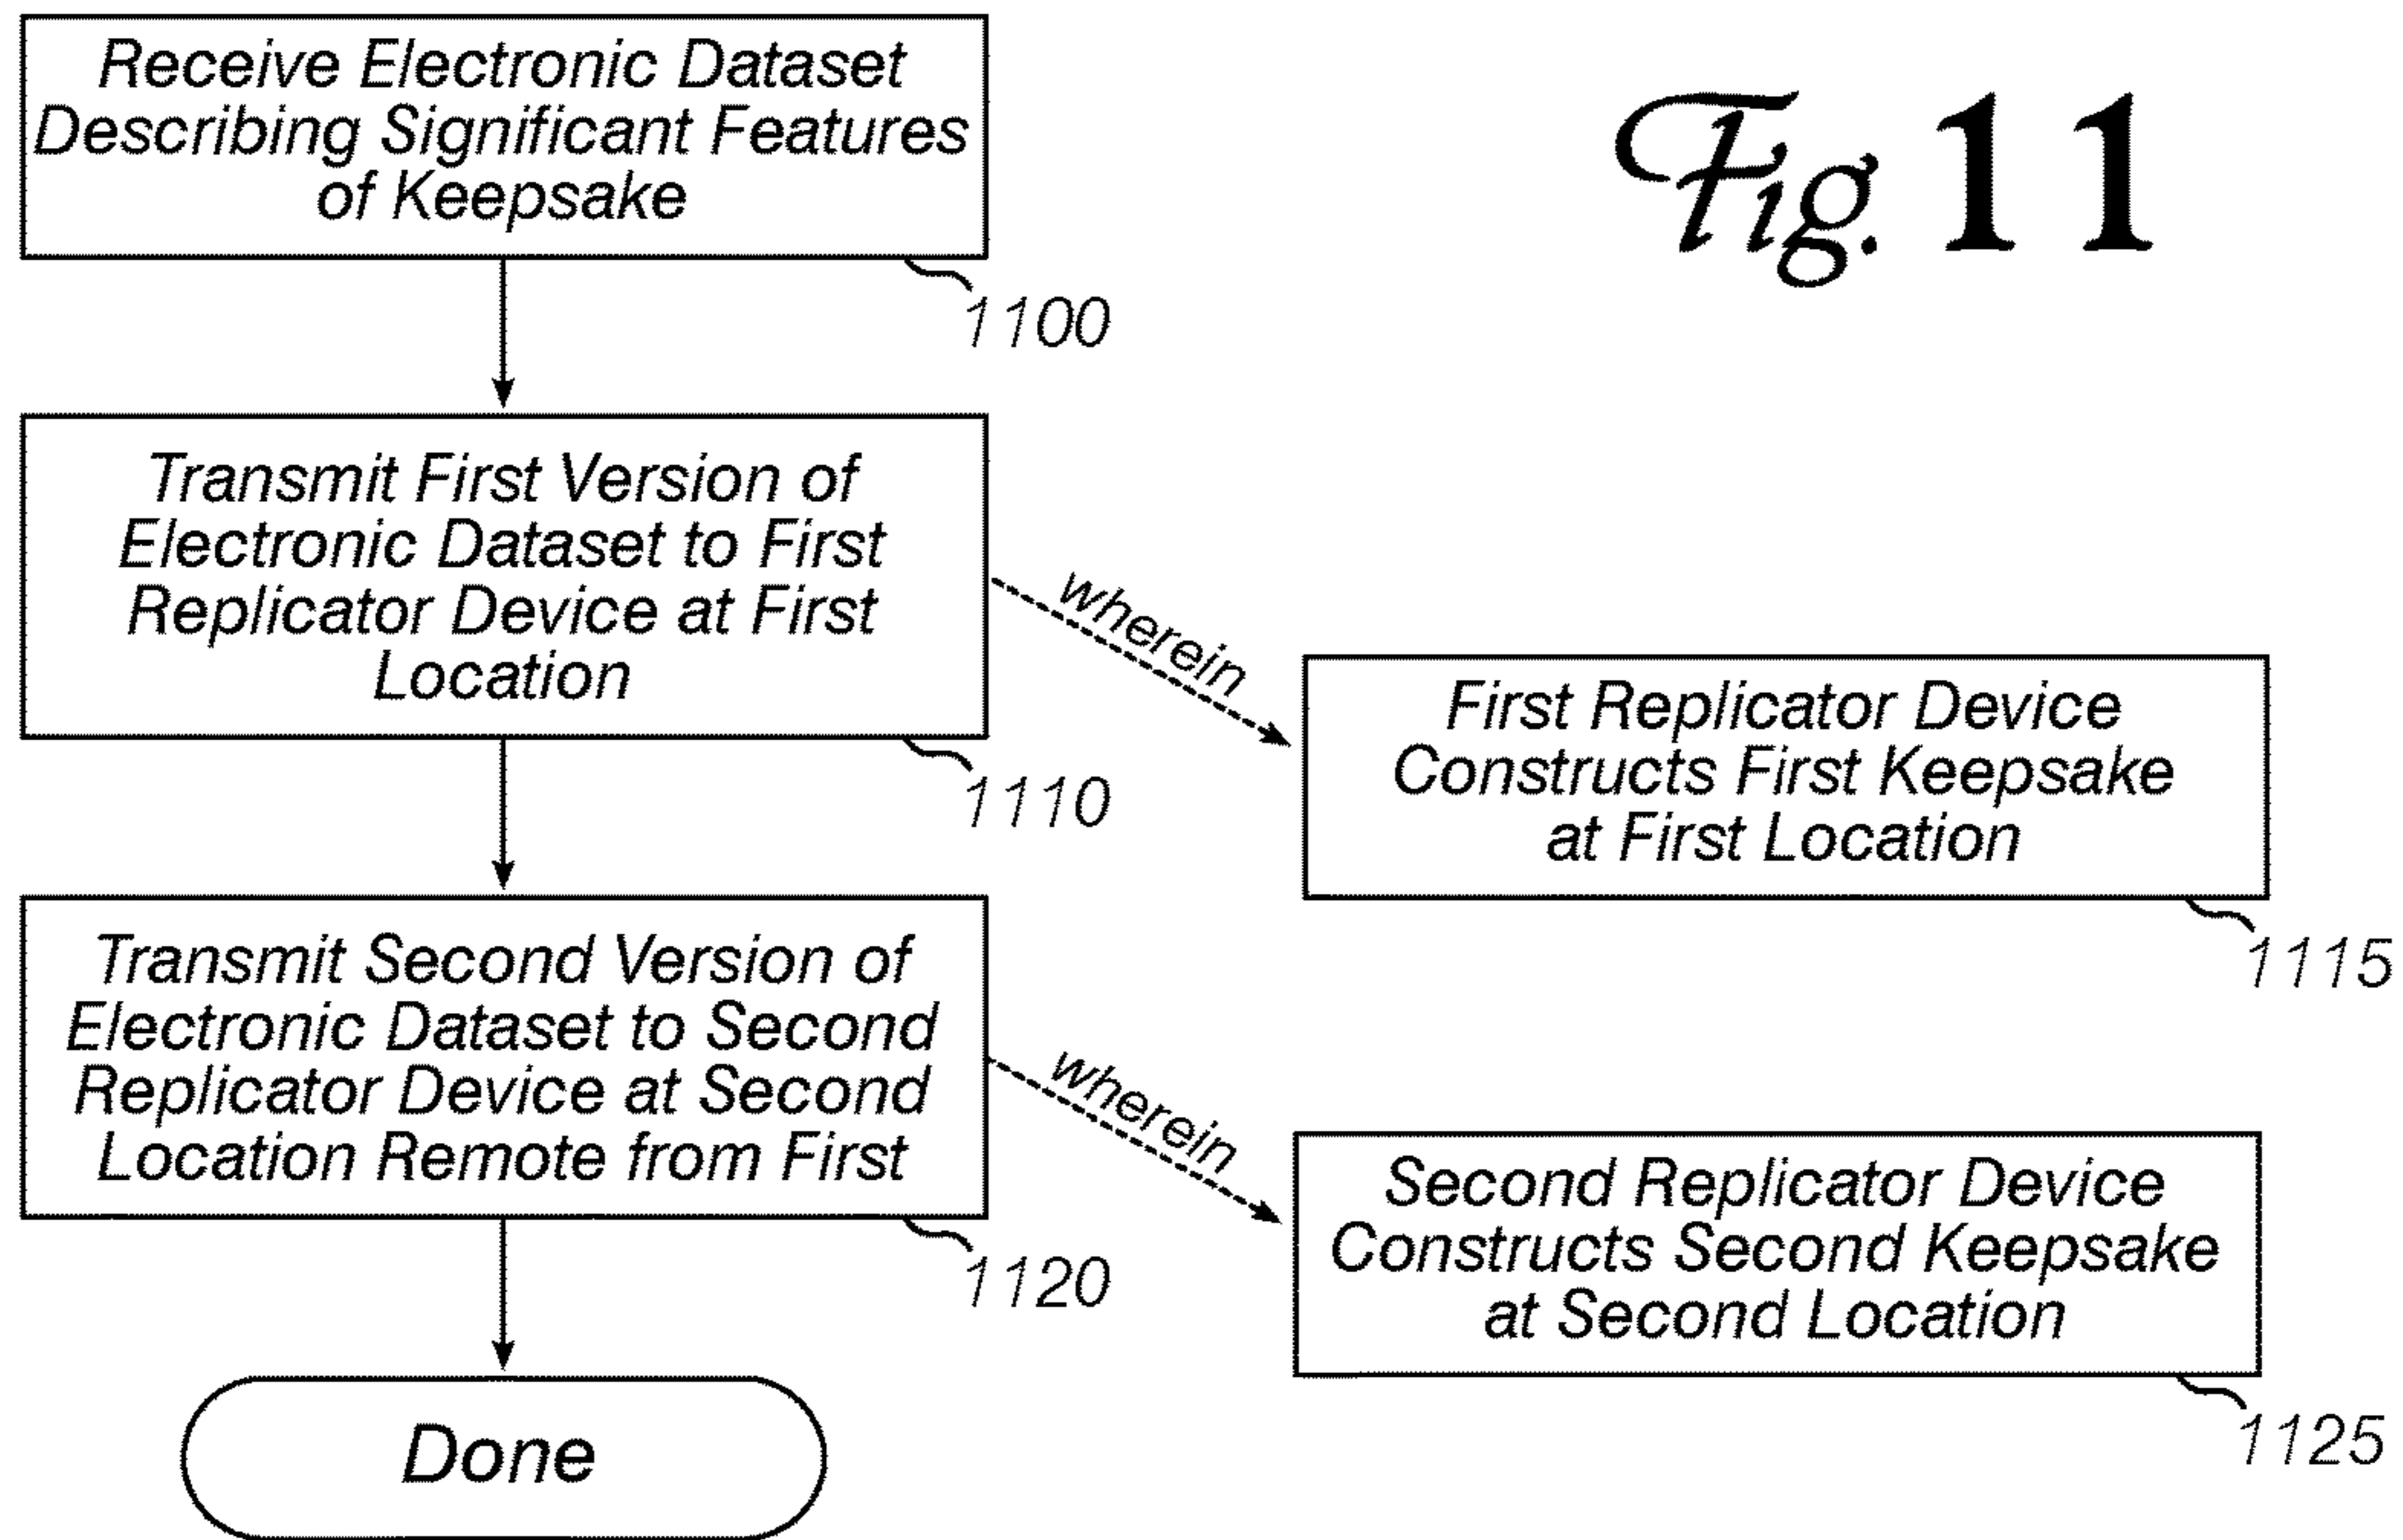 Receive Electronic Dataset
Describing Significant Features
of Keepsake
1100
Fig. 11
Transmit First Version of
Electronic Dataset to First
Replicator Device at First
Location
1110
wherein
First Replicator Device
Constructs First Keepsake
at First Location
1115
Transmit Second Version of
Electronic Dataset to Second
Replicator Device at Second
Location Remote from First
1120
wherein
Second Replicator Device
Constructs Second Keepsake
at Second Location
1125
Done